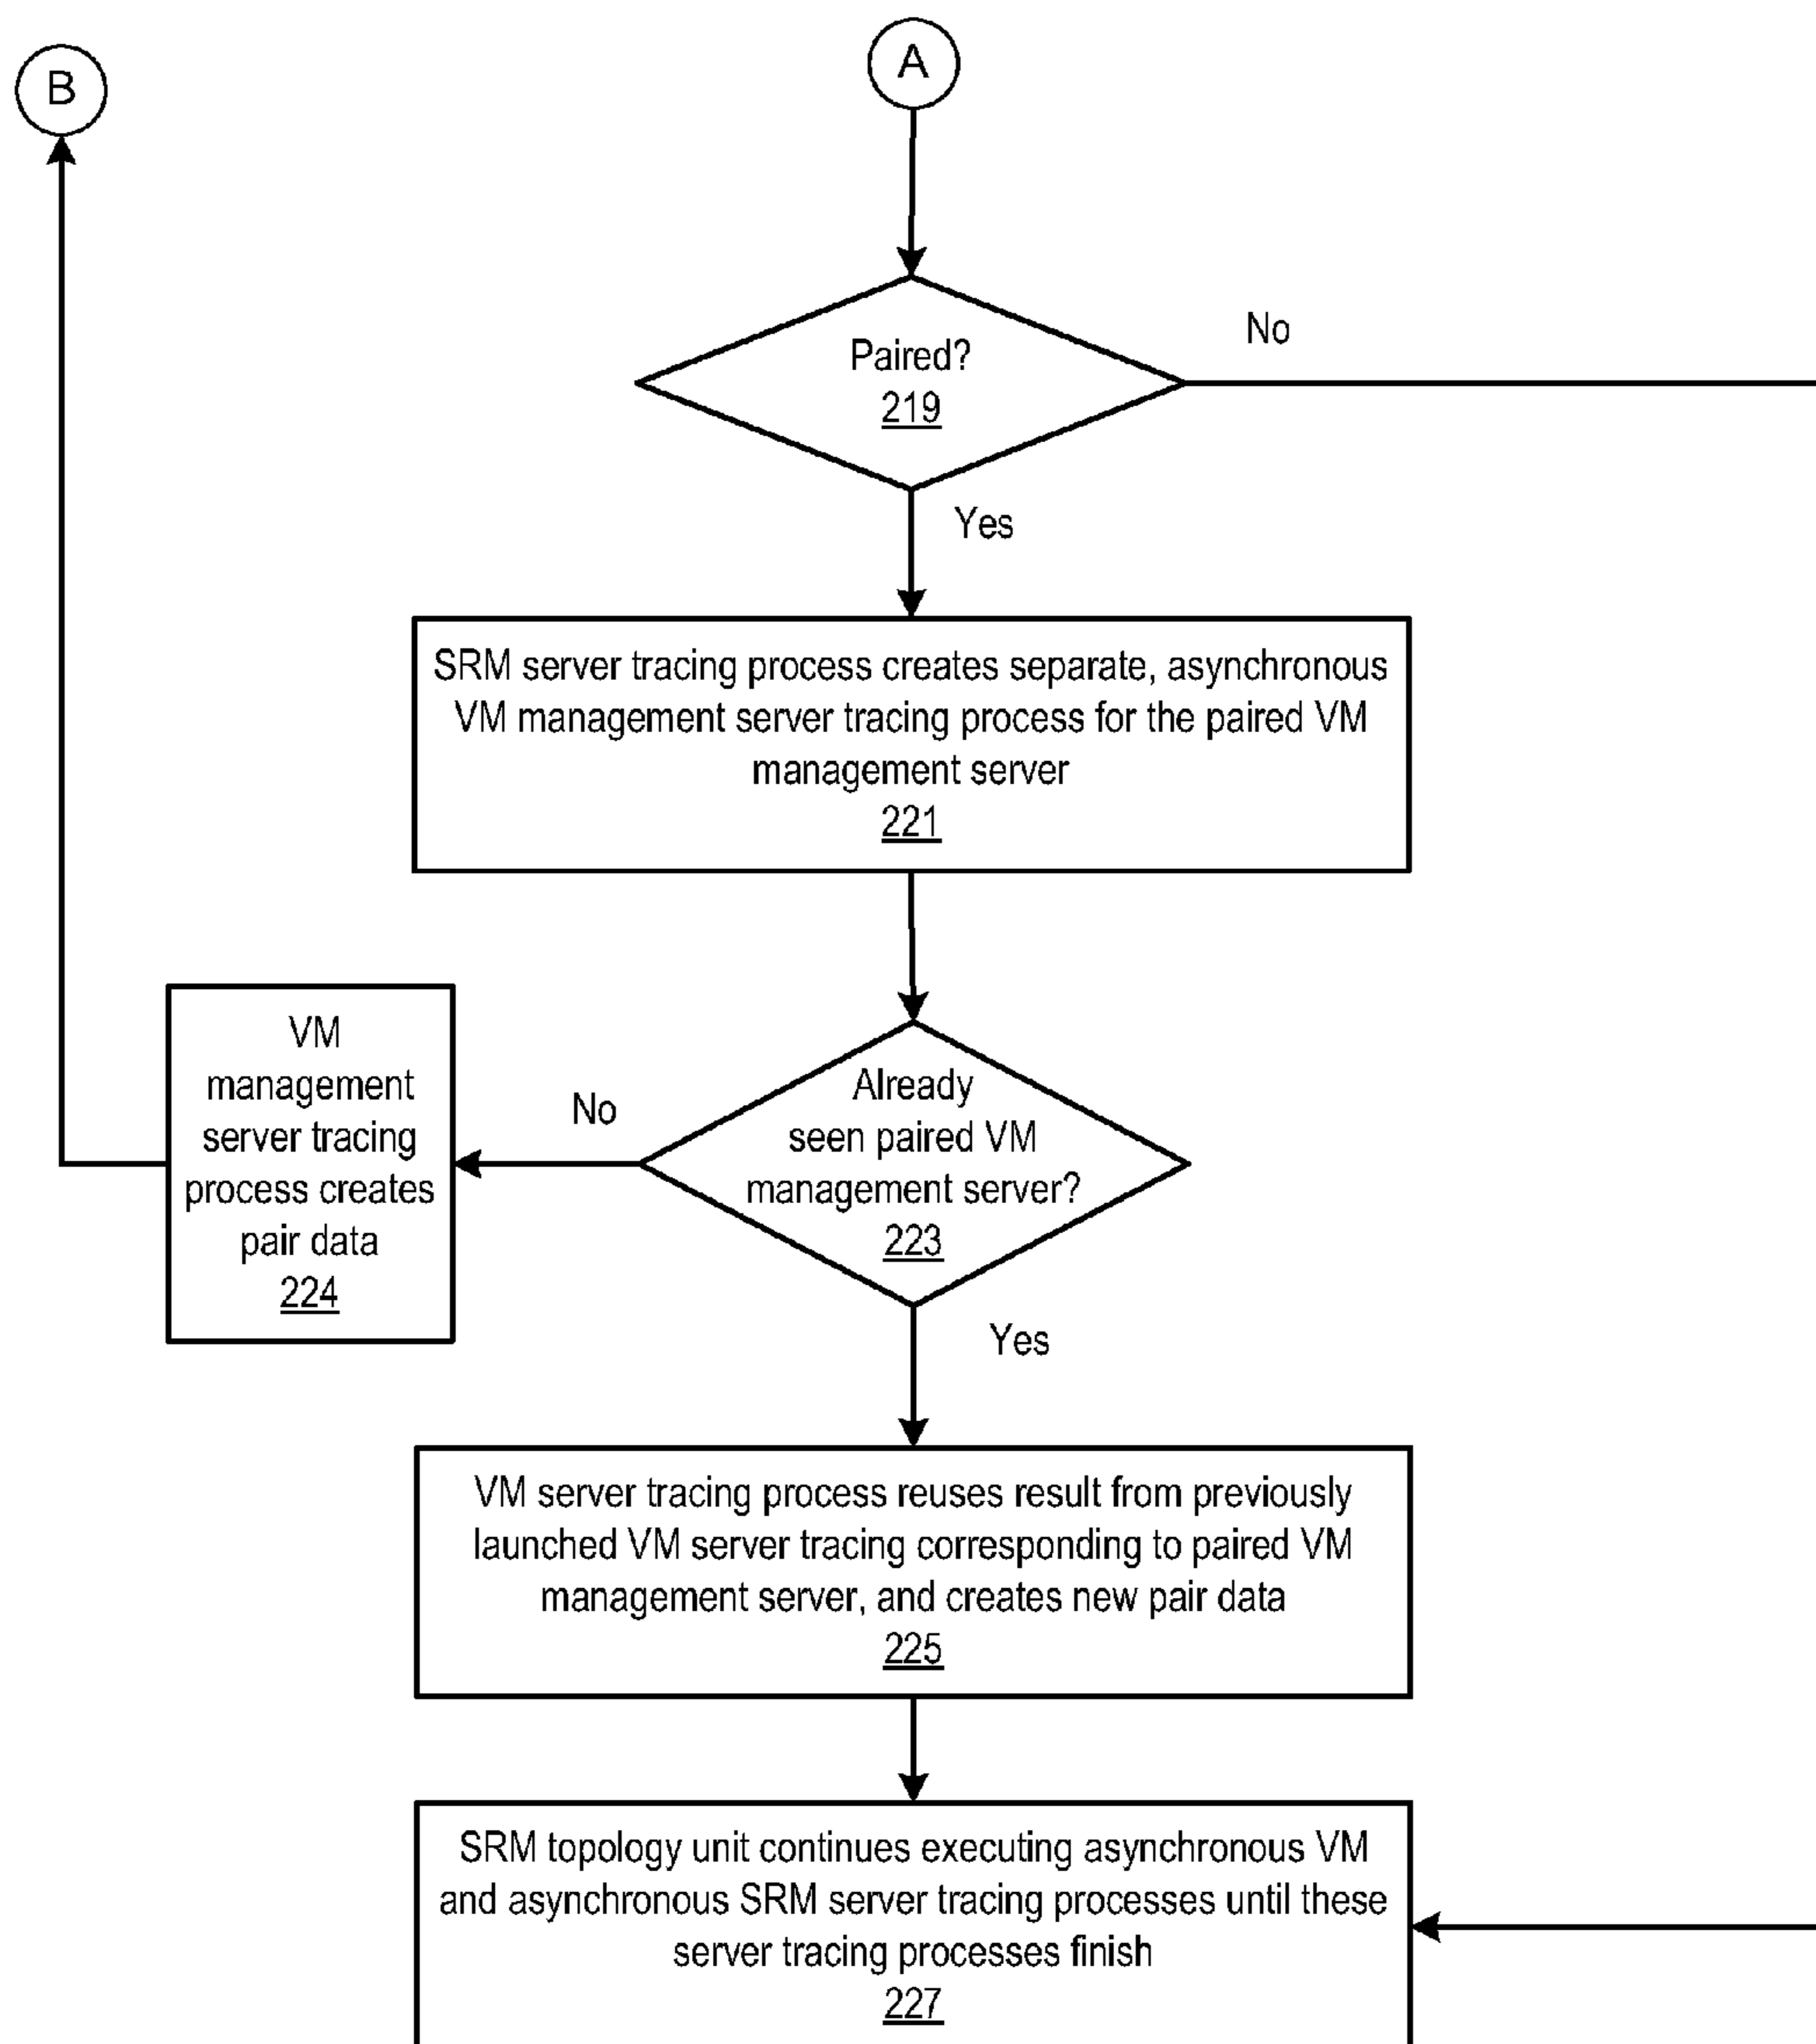 B
A
Paired?
219
No
Yes
SRM server tracing process creates separate, asynchronous
VM management server tracing process for the paired VM
management server
221
VM
management
server tracing
process creates
pair data
224
No
Already
seen paired VM
management server?
223
Yes
VM server tracing process reuses result from previously
launched VM server tracing corresponding to paired VM
management server, and creates new pair data
225
SRM topology unit continues executing asynchronous VM
and asynchronous SRM server tracing processes until these
server tracing processes finish
227